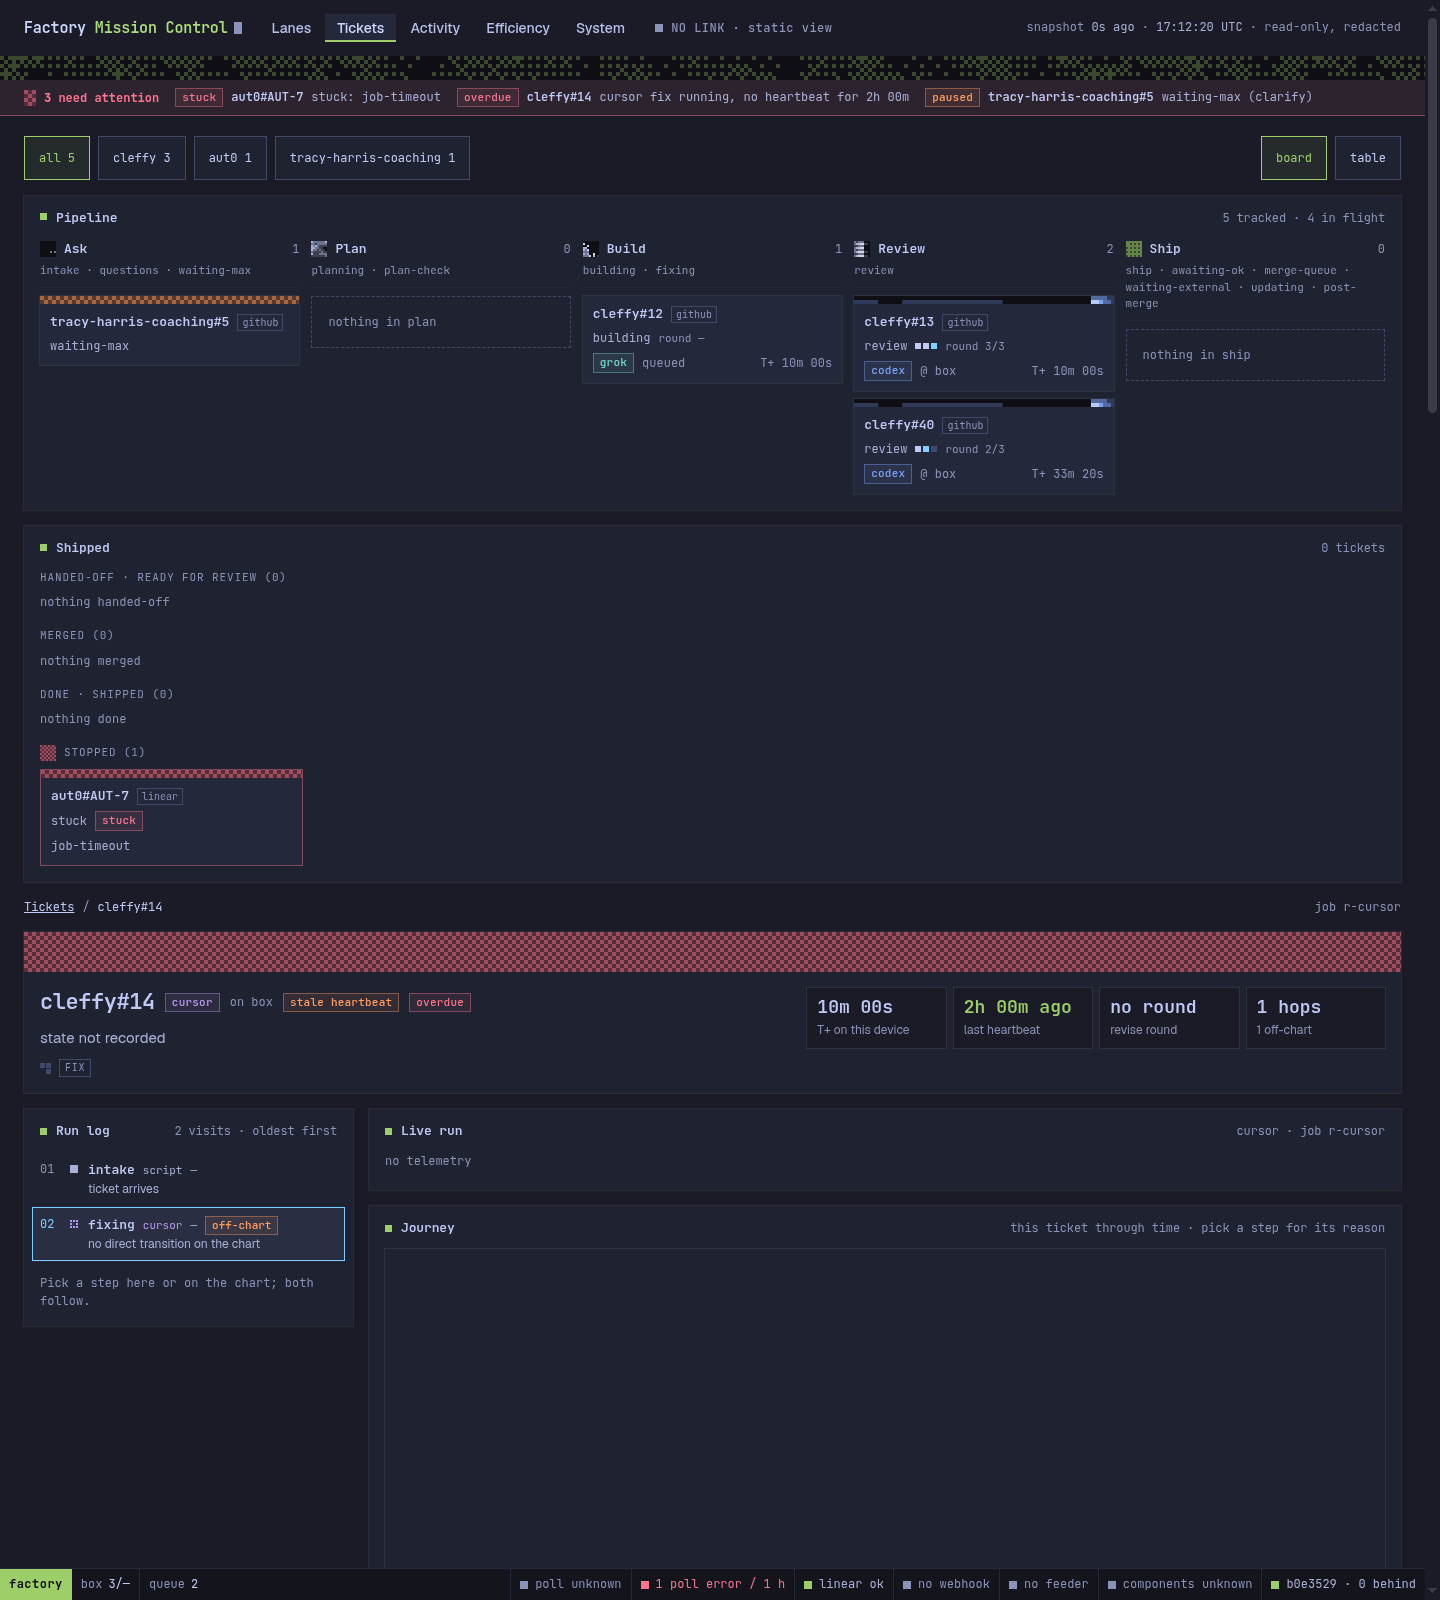 Factory Mission Control Lanes Tickets Activity Efficiency System NO LINK · static view snapshot 0s ago · 17:12:20 UTC · read-only, redacted
3 need attention stuck aut0#AUT-7 stuck: job-timeout overdue cleffy#14 cursor fix running, no heartbeat for 2h 00m paused tracy-harris-coaching#5 waiting-max (clarify)
all 5 cleffy 3 aut0 1 tracy-harris-coaching 1 board table
Pipeline 5 tracked · 4 in flight
Ask 1
intake · questions · waiting-max
tracy-harris-coaching#5 github
waiting-max
Plan 0
planning · plan-check
nothing in plan
Build 1
building · fixing
cleffy#12 github
building round —
grok queued T+ 10m 00s
Review 2
review
cleffy#13 github
review round 3/3
codex @ box T+ 10m 00s
cleffy#40 github
review round 2/3
codex @ box T+ 33m 20s
Ship 0
ship · awaiting-ok · merge-queue ·
waiting-external · updating · post-
merge
nothing in ship
Shipped 0 tickets
HANDED-OFF · READY FOR REVIEW (0)
nothing handed-off
MERGED (0)
nothing merged
DONE · SHIPPED (0)
nothing done
STOPPED (1)
aut0#AUT-7 linear
stuck stuck
job-timeout
Tickets / cleffy#14 job r-cursor
cleffy#14 cursor on box stale heartbeat overdue
state not recorded
FIX
10m 00s
T+ on this device
2h 00m ago
last heartbeat
no round
revise round
1 hops
1 off-chart
Run log 2 visits · oldest first
01 intake script —
ticket arrives
02 fixing cursor — off-chart
no direct transition on the chart
Pick a step here or on the chart; both
follow.
Live run cursor · job r-cursor
no telemetry
Journey this ticket through time · pick a step for its reason
factory box 3/— queue 2 poll unknown 1 poll error / 1 h linear ok no webhook no feeder components unknown b0e3529 · 0 behind